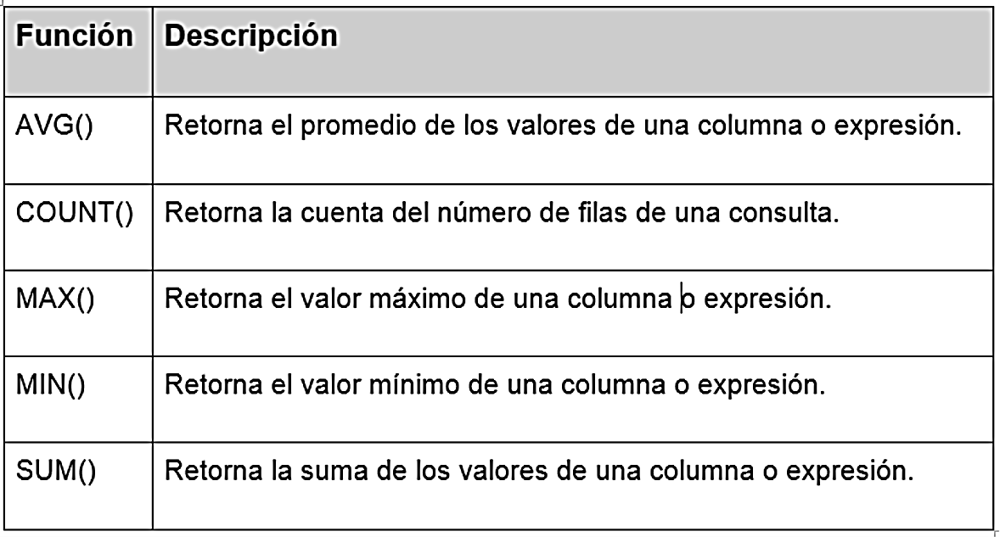 Función Descripción
AVG() Retorna el promedio de los valores de una columna o expresión.
COUNT() Retorna la cuenta del número de filas de una consulta.
MAX() Retorna el valor máximo de una columna o expresión.
MIN() Retorna el valor mínimo de una columna o expresión.
SUM() Retorna la suma de los valores de una columna o expresión.